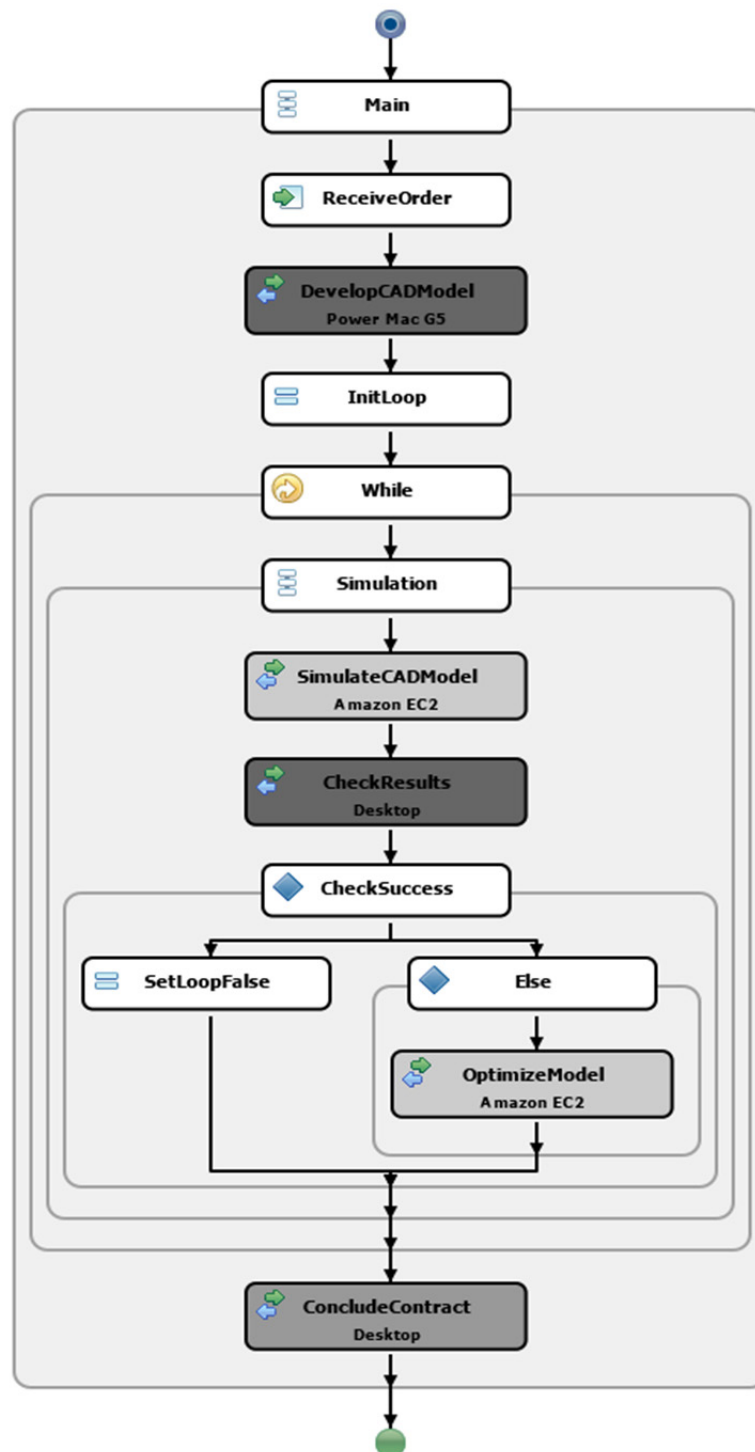 Main
ReceiveOrder
DevelopCADModel
Power Mac G5
InitLoop
While
Simulation
SimulateCADModel
Amazon EC2
CheckResults
Desktop
CheckSuccess
SetLoopFalse
Else
OptimizeModel
Amazon EC2
ConcludeContract
Desktop